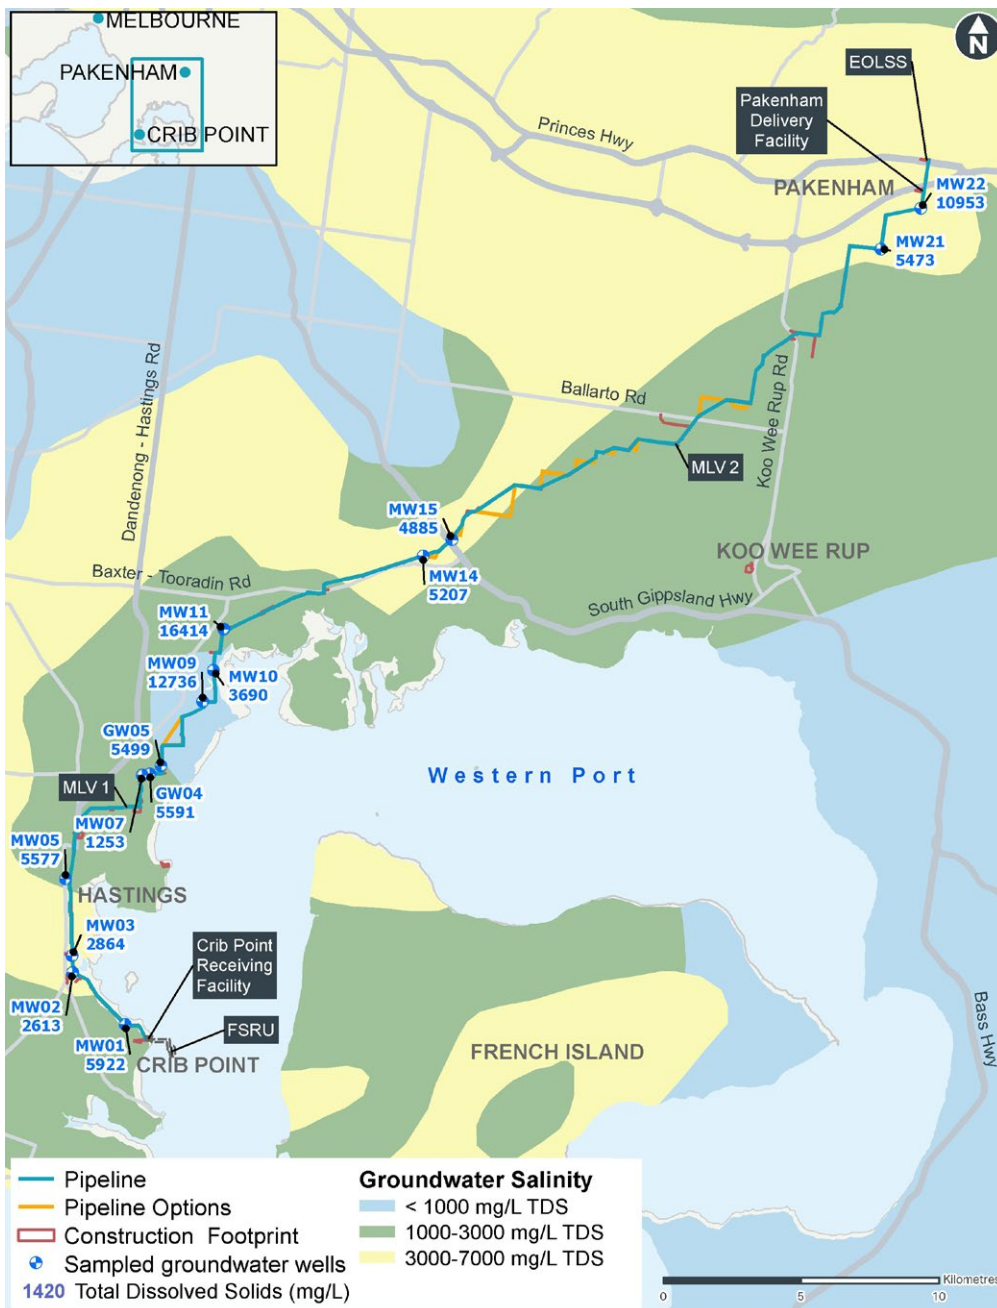 MELBOURNE
PAKENHAM
CRIB POINT
N
EOLSS
Pakenham
Delivery
Facility
Princes Hwy
PAKENHAM
MW22
10953
MW21
5473
Dandenong - Hastings Rd
Ballarto Rd
Koo Wee Rup Rd
MLV 2
MW15
4885
KOO WEE RUP
MW14
5207
Baxter - Tooradin Rd
South Gippsland Hwy
MW11
16414
MW09
12736
MW10
3690
GW05
5499
Western Port
MLV 1
GW04
5591
MW07
1253
MW05
5577
HASTINGS
MW03
2864
Crib Point
Receiving
Facility
MW02
2613
FSRU
MW01
5922
CRIB POINT
FRENCH ISLAND
Bass Hwy
Pipeline
Pipeline Options
Construction Footprint
Sampled groundwater wells
1420 Total Dissolved Solids (mg/L)
Groundwater Salinity
< 1000 mg/L TDS
1000-3000 mg/L TDS
3000-7000 mg/L TDS
Kilometres
0 5 10